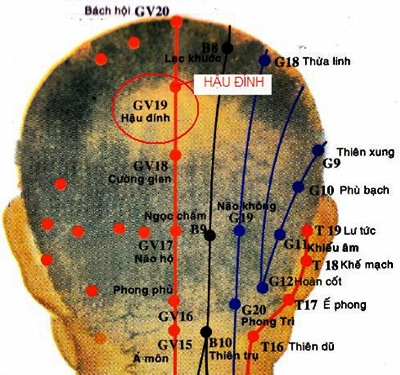 Bách hội GV20
B8
Lạc khước
G18 Thừa linh
HẬU ĐỈNH
GV19
Hậu đính
Thiên xung
G9
GV18
Cường gian
G10 Phù bạch
Não không
Ngọc chẩm
G19
B9
T 19 Lư tức
G11
GV17
Khiếu âm
Não hộ
T 18 Khế mạch
G12 Hoàn cốt
Phong phủ
T17 Ế phong
G20
GV16
Phong Trì
GV15
B10
T16 Thiên dũ
A môn
Thiên trụ